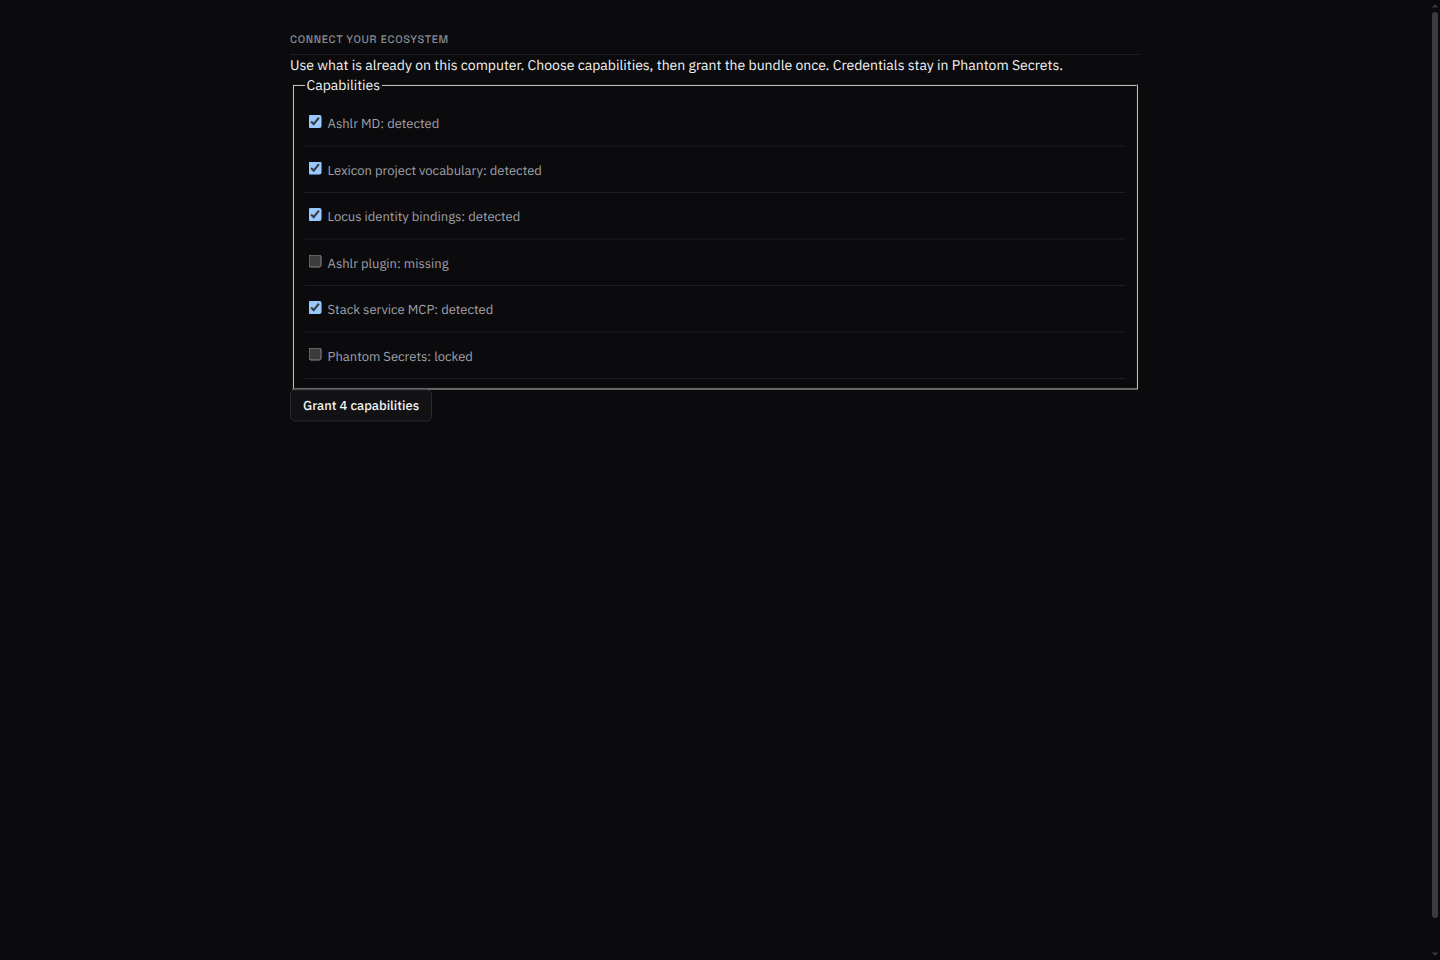 CONNECT YOUR ECOSYSTEM
Use what is already on this computer. Choose capabilities, then grant the bundle once. Credentials stay in Phantom Secrets.
Capabilities
Ashlr MD: detected
Lexicon project vocabulary: detected
Locus identity bindings: detected
Ashlr plugin: missing
Stack service MCP: detected
Phantom Secrets: locked
Grant 4 capabilities